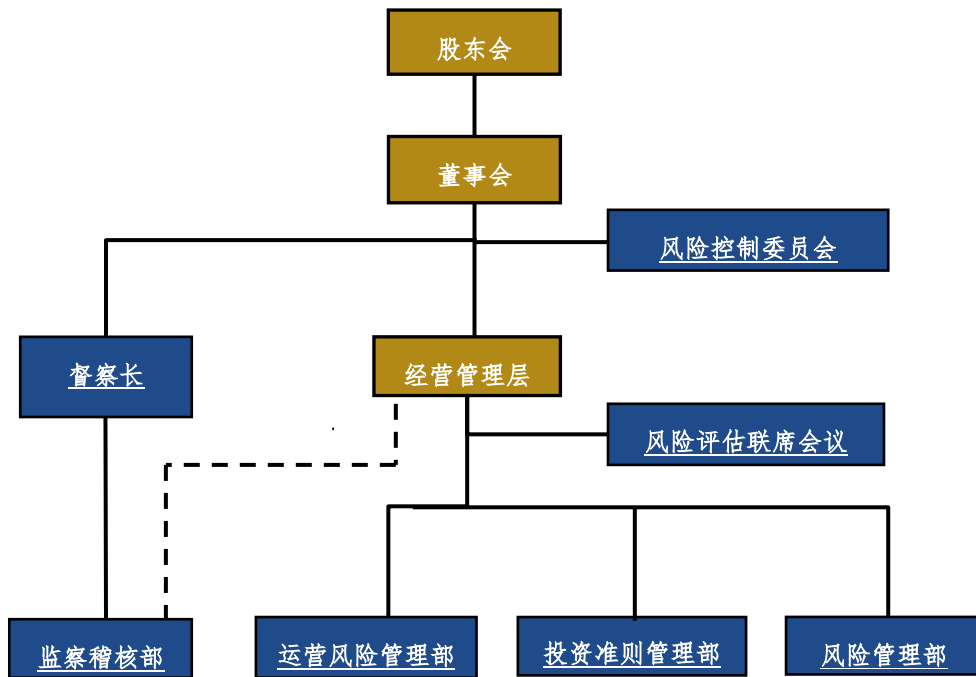 股东会
董事会
风险控制委员会
督察长
经营管理层
风险评估联席会议
监察稽核部
运营风险管理部
投资准则管理部
风险管理部